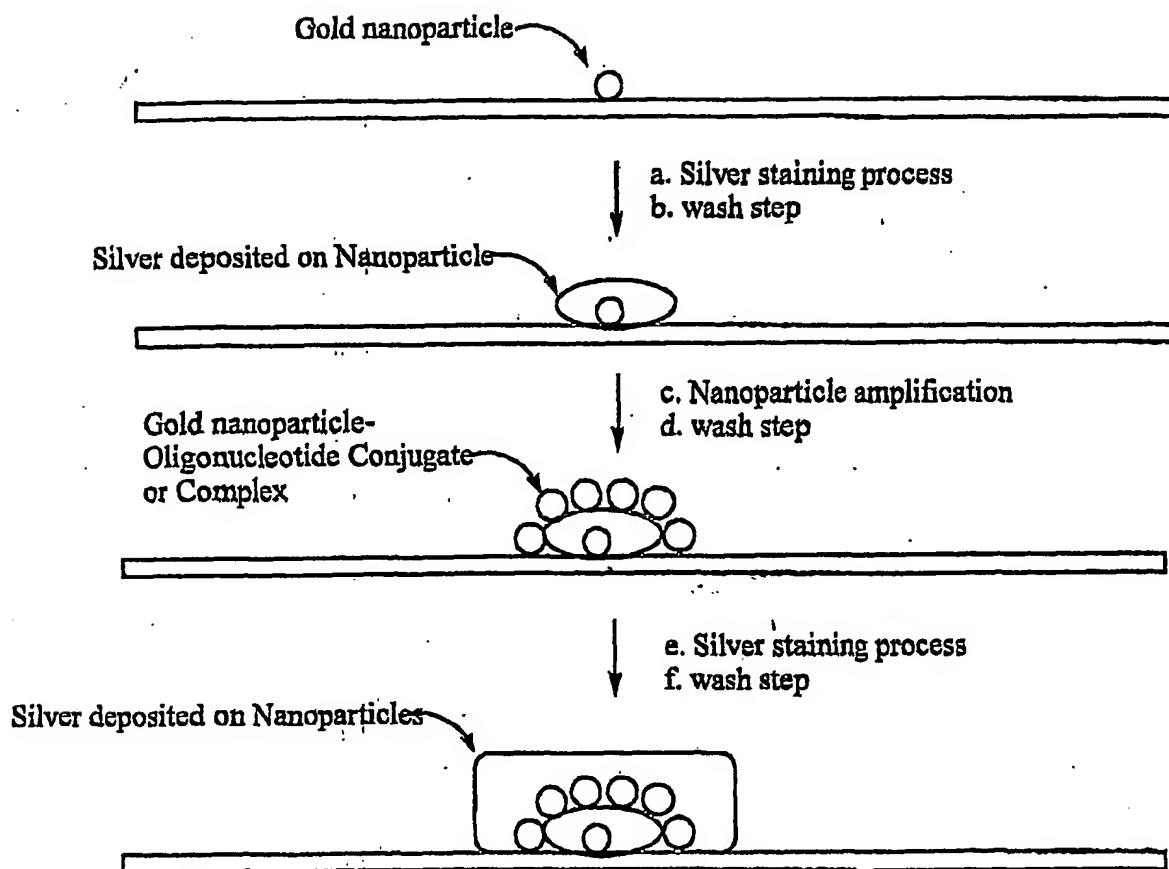 Gold nanoparticle
a. Silver staining process
b. wash step
Silver deposited on Nanoparticle
c. Nanoparticle amplification
d. wash step
Gold nanoparticle-
Oligonucleotide Conjugate
or Complex
e. Silver staining process
f. wash step
Silver deposited on Nanoparticles